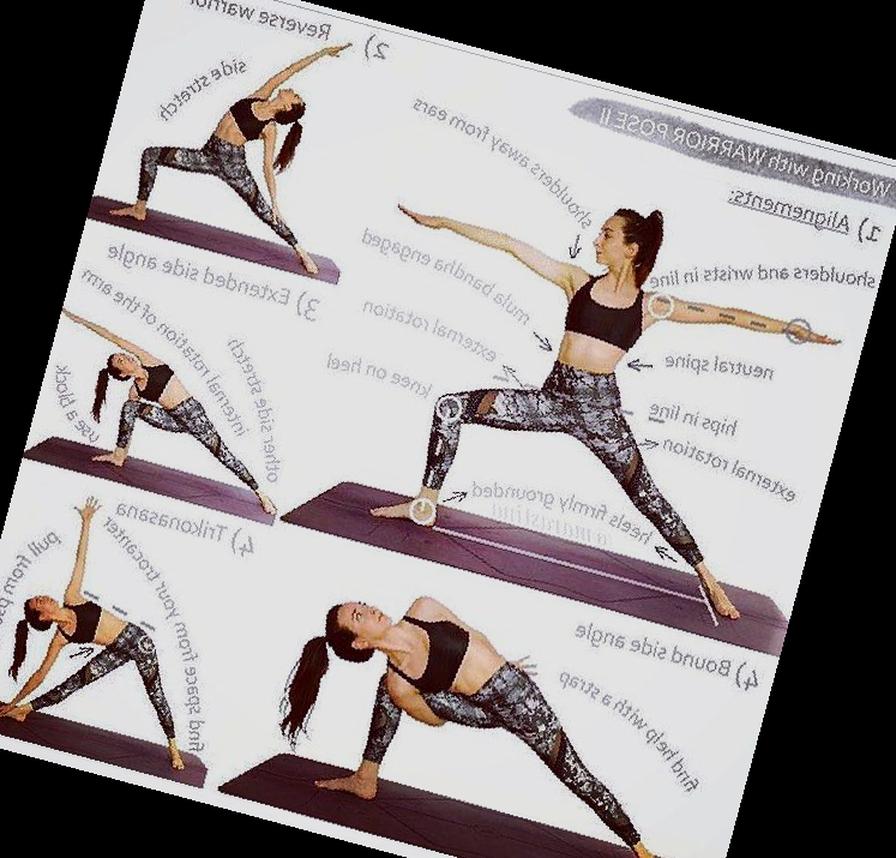 Working with WARRIOR POSE II
1) Alignements:
shoulders away from ears
shoulders and wrists in line
mula bandha engaged
neutral spine
external rotation
hips in line
knee on heel
external rotation
heels firmly grounded
2) Reverse warrior
side stretch
3) Extended side angle
internal rotation of the arm
other side stretch
use a block
4) Trikonasana
pull from
find space from your trocanter
4) Bound side angle
find help with a strap